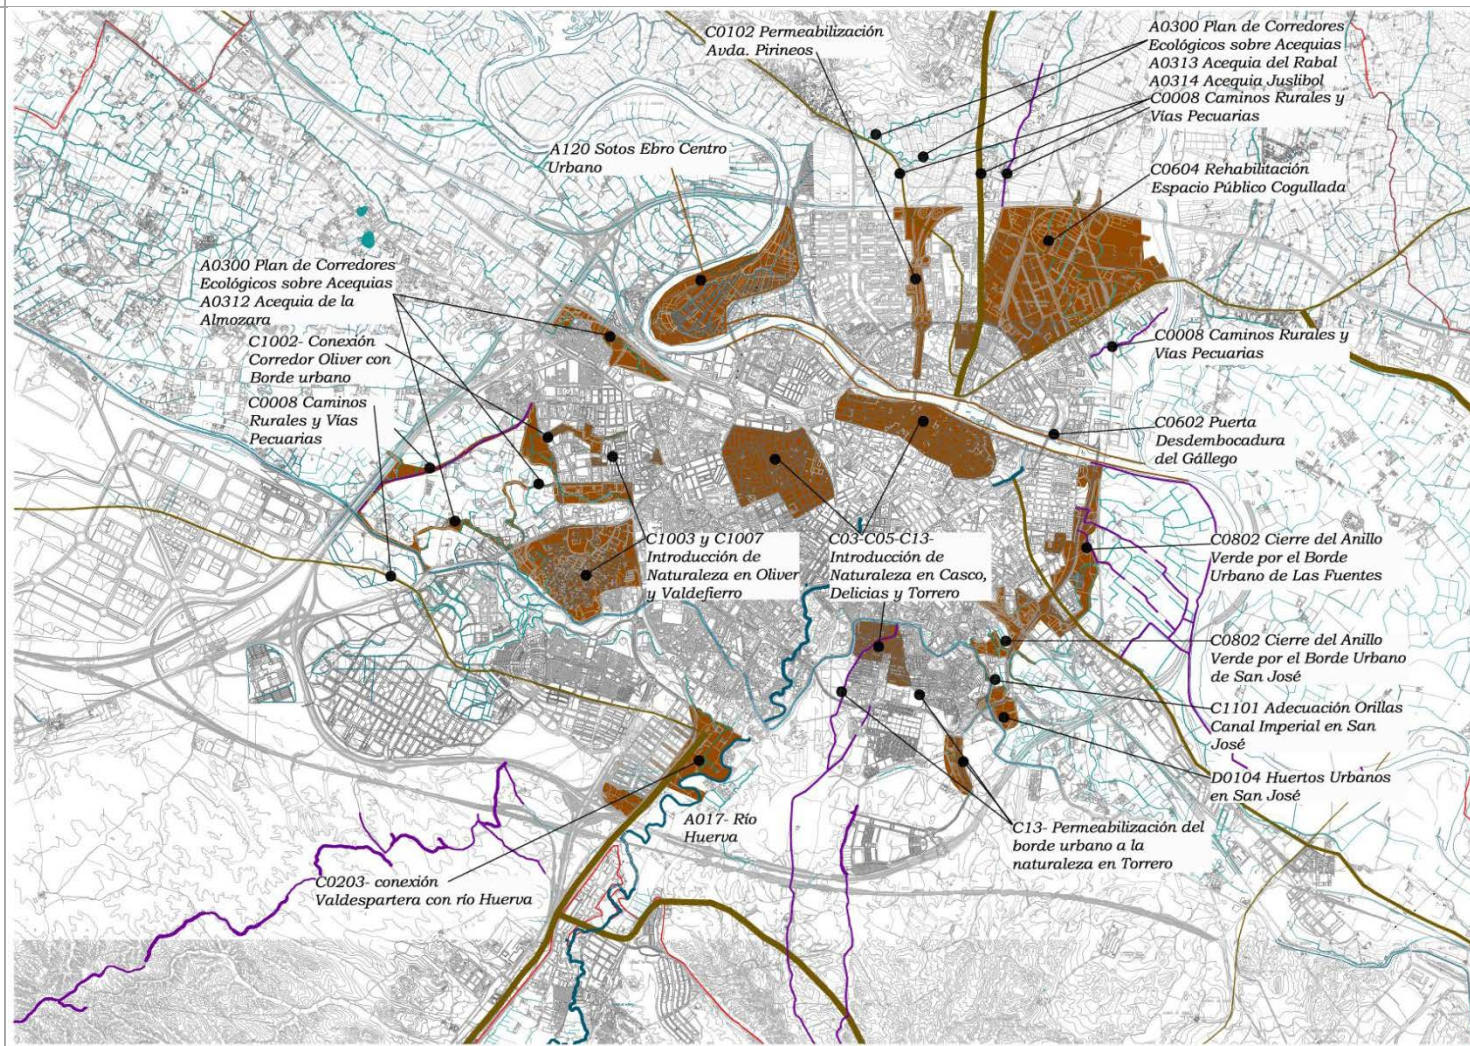 C0102 Permeabilización
Avda. Pirineos
A0300 Plan de Corredores
Ecológicos sobre Acequias
A0313 Acequia del Rabal
A0314 Acequia Juslibol
C0008 Caminos Rurales y
Vías Pecuarias
A120 Sotos Ebro Centro
Urbano
C0604 Rehabilitación
Espacio Público Cogullada
A0300 Plan de Corredores
Ecológicos sobre Acequias
A0312 Acequia de la
Almozara
C1002- Conexión
Corredor Oliver con
Borde urbano
C0008 Caminos
Rurales y Vías
Pecuarias
C0008 Caminos Rurales y
Vías Pecuarias
C0602 Puerta
Desdembocadura
del Gállego
C1003 y C1007
Introducción de
Naturaleza en Oliver
y Valdefierro
C03-C05-C13-
Introducción de
Naturaleza en Casco,
Delicias y Torrero
C0802 Cierre del Anillo
Verde por el Borde
Urbano de Las Fuentes
C0802 Cierre del Anillo
Verde por el Borde Urbano
de San José
C1101 Adecuación Orillas
Canal Imperial en San
José
D0104 Huertos Urbanos
en San José
A017- Río
Huerva
C13- Permeabilización del
borde urbano a la
naturaleza en Torrero
C0203- conexión
Valdespartera con río Huerva